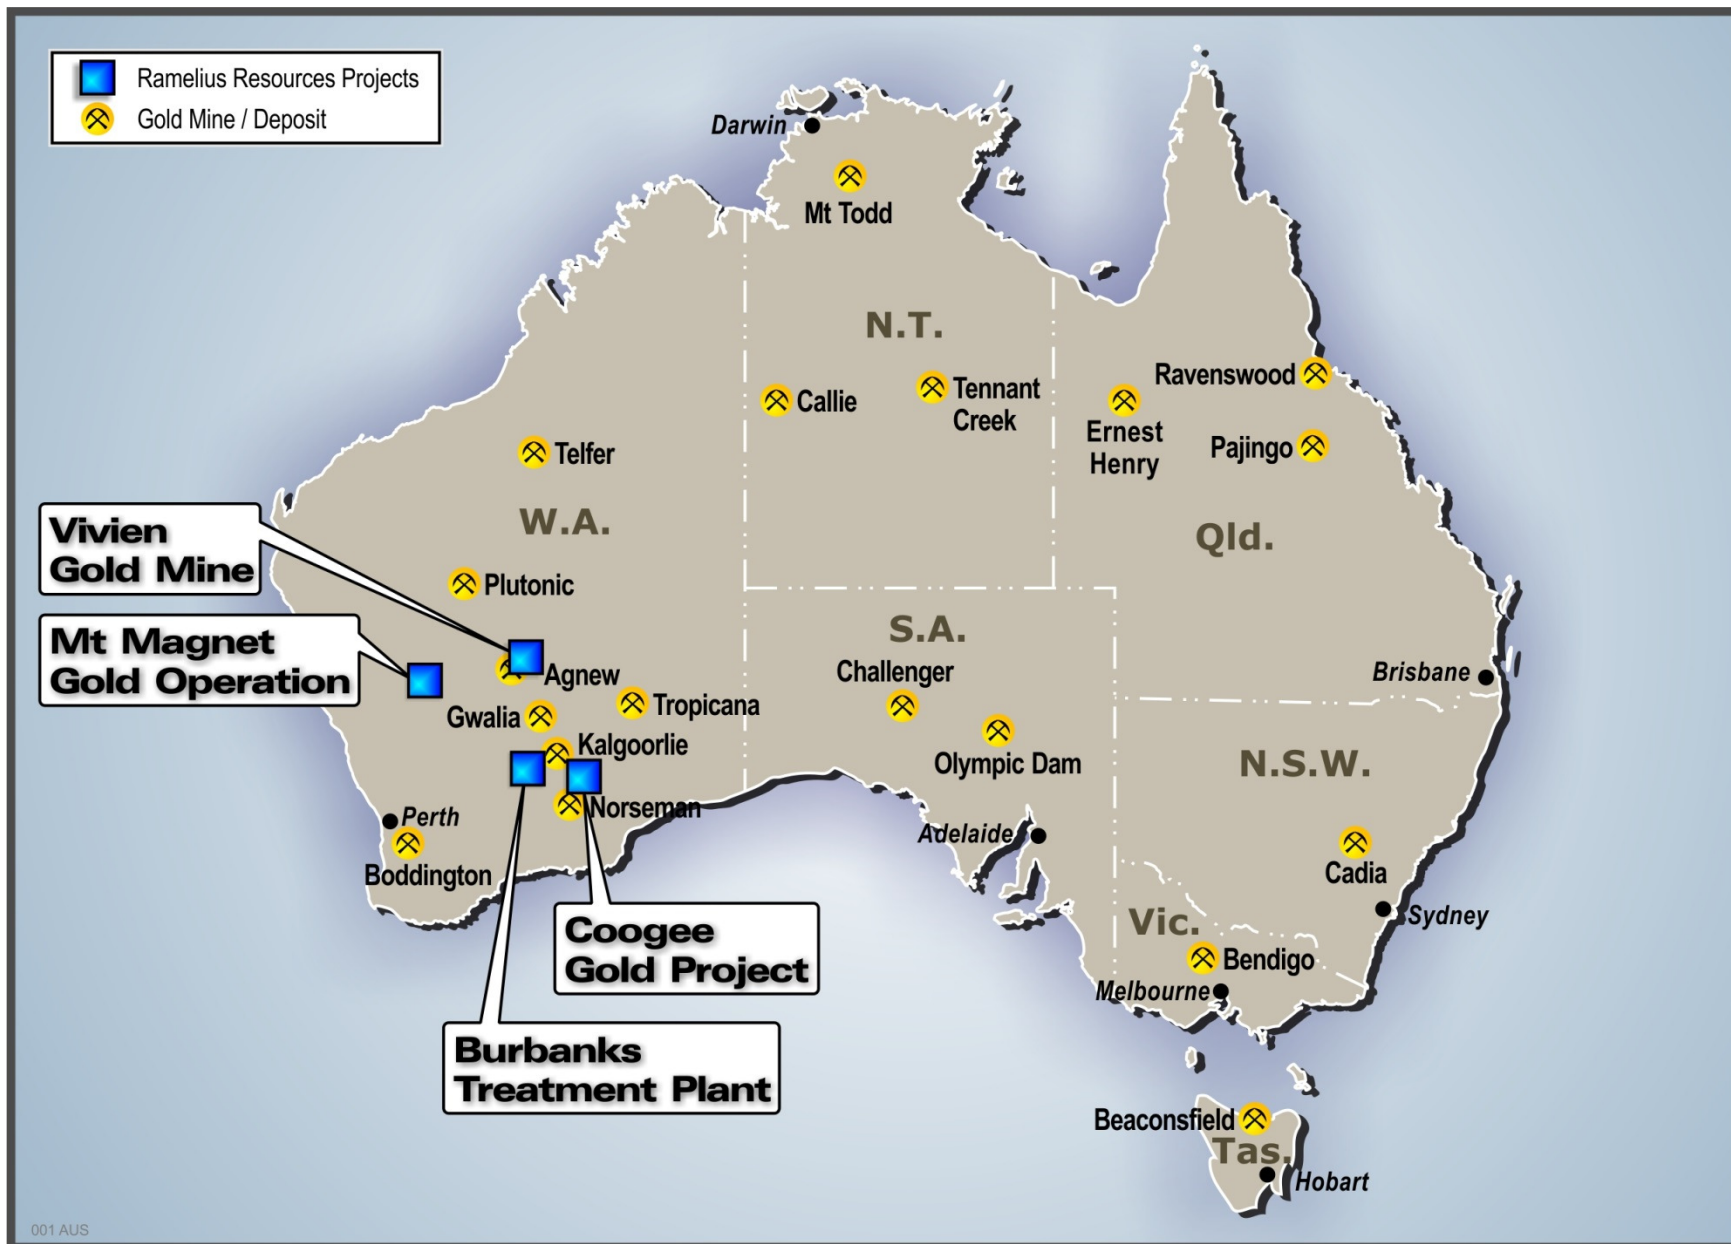 Ramelius Resources Projects
Gold Mine / Deposit
Darwin
Mt Todd
N.T.
Ravenswood
Callie
Tennant
Creek
Ernest
Henry
Pajingo
Telfer
Vivien
Gold Mine
W.A.
Qld.
Plutonic
Mt Magnet
Gold Operation
S.A.
Agnew
Challenger
Brisbane
Gwalia
Tropicana
Kalgoorlie
Olympic Dam
N.S.W.
Norseman
Perth
Adelaide
Boddington
Cadia
Coogee
Gold Project
Vic.
Sydney
Bendigo
Melbourne
Burbanks
Treatment Plant
Beaconsfield
Tas.
Hobart
001 AUS